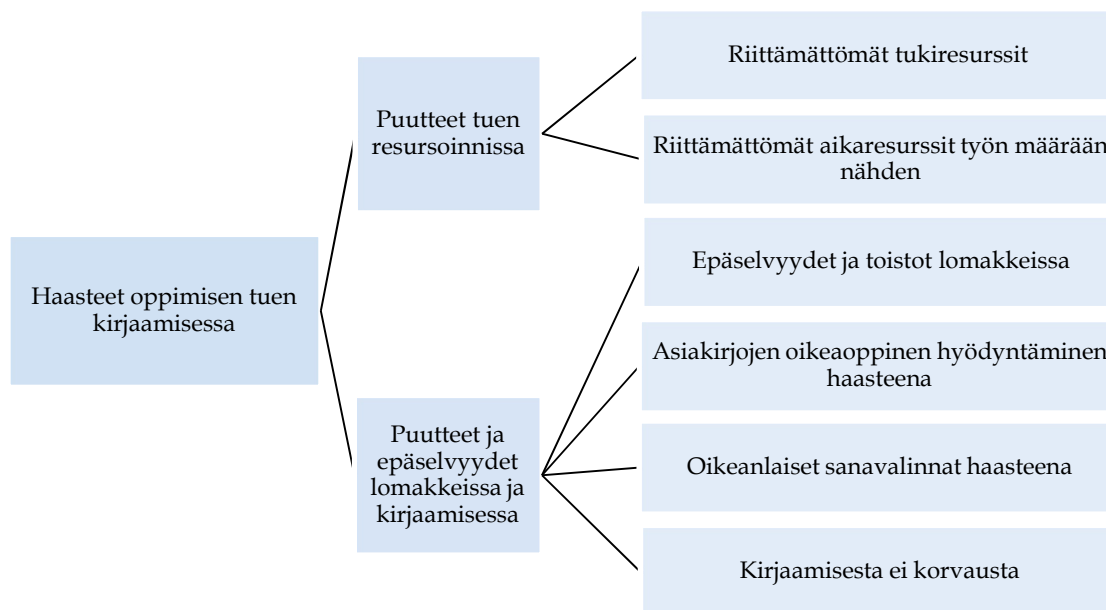 Haasteet oppimisen tuen
kirjaamisessa
Puutteet tuen
resursoinnissa
Riittämättömät tukiresurssit
Riittämättömät aikaresurssit työn määrään
nähden
Puutteet ja
epäselvyydet
lomakkeissa ja
kirjaamisessa
Epäselvyydet ja toistot lomakkeissa
Asiakirjojen oikeaoppinen hyödyntäminen
haasteena
Oikeanlaiset sanavalinnat haasteena
Kirjaamisesta ei korvausta